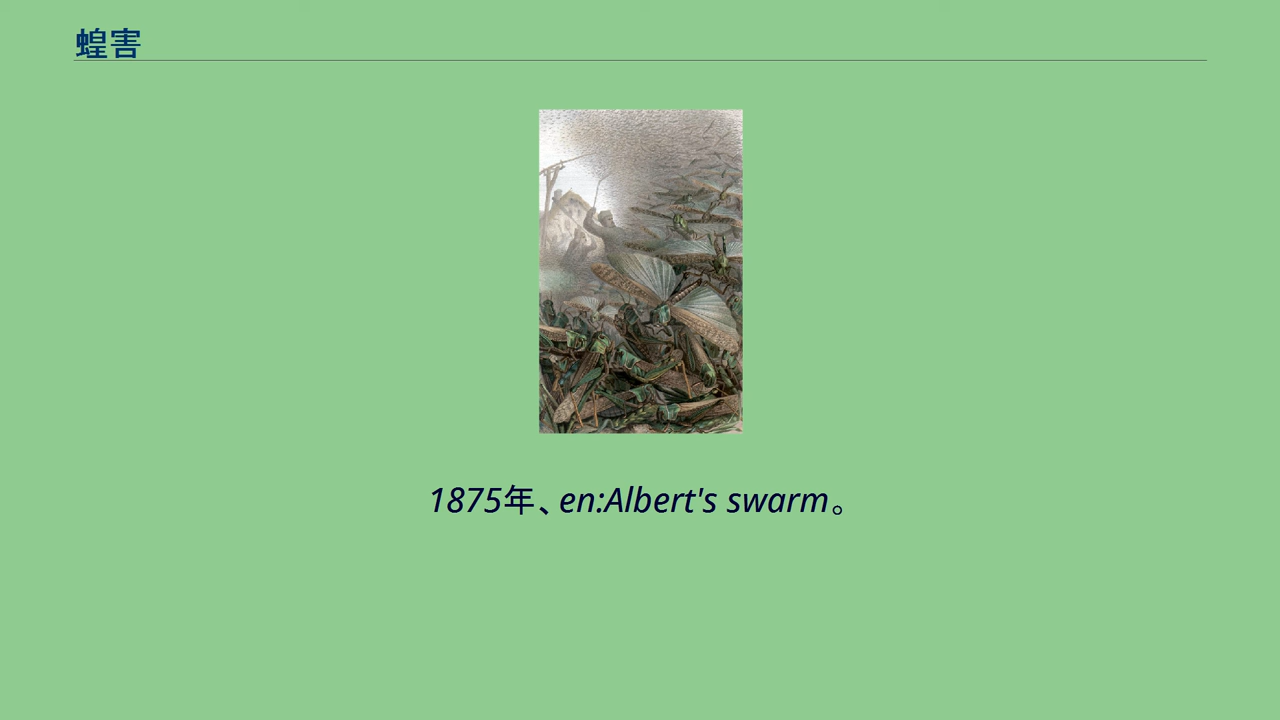 蝗害
1875年、en:Albert's swarm。